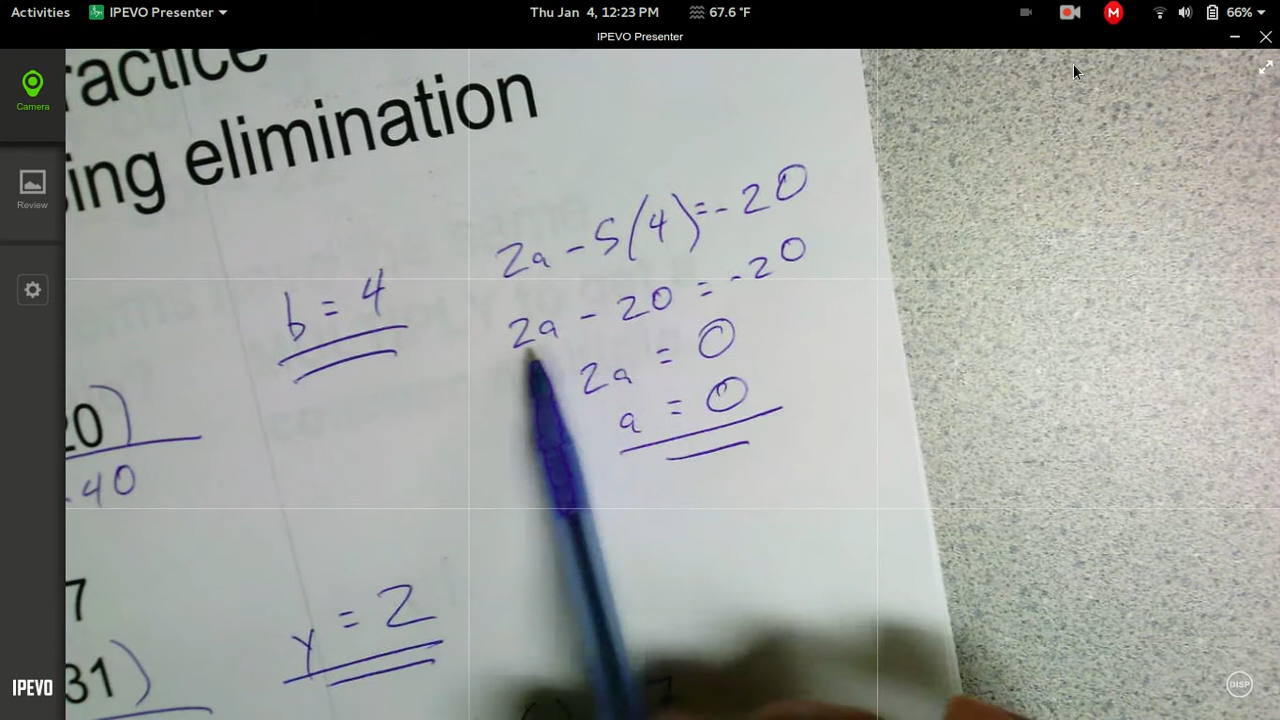 Activities IPEVO Presenter Thu Jan 4, 12:23 PM 67.6 °F 66%
IPEVO Presenter
Camera
Review
IPEVO
DISP
ractice
ing elimination
b = 4
2a - 5(4) = -20
2a - 20 = -20
2a = 0
a = 0
20)
40
7
y = 2
31)